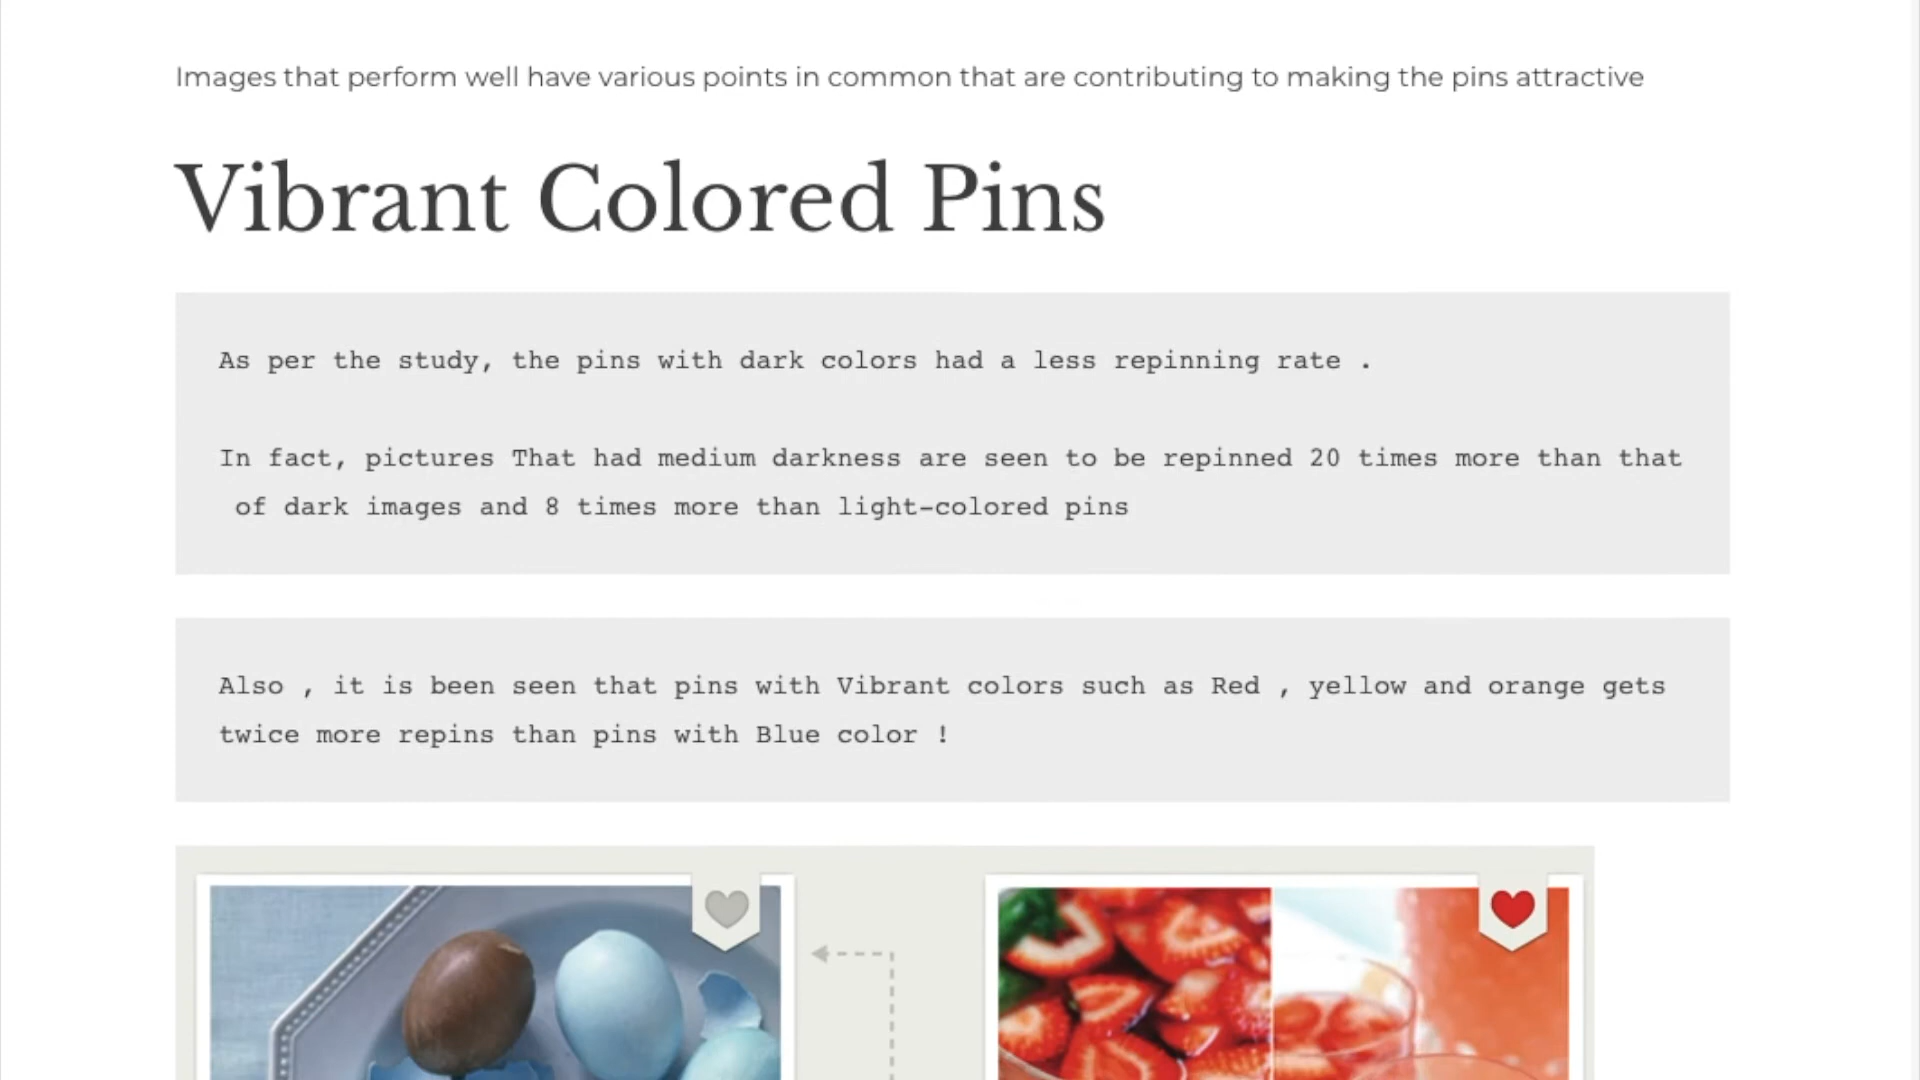 Images that perform well have various points in common that are contributing to making the pins attractive
Vibrant Colored Pins
As per the study, the pins with dark colors had a less repinning rate .
In fact, pictures That had medium darkness are seen to be repinned 20 times more than that
of dark images and 8 times more than light-colored pins
Also , it is been seen that pins with Vibrant colors such as Red , yellow and orange gets
twice more repins than pins with Blue color !